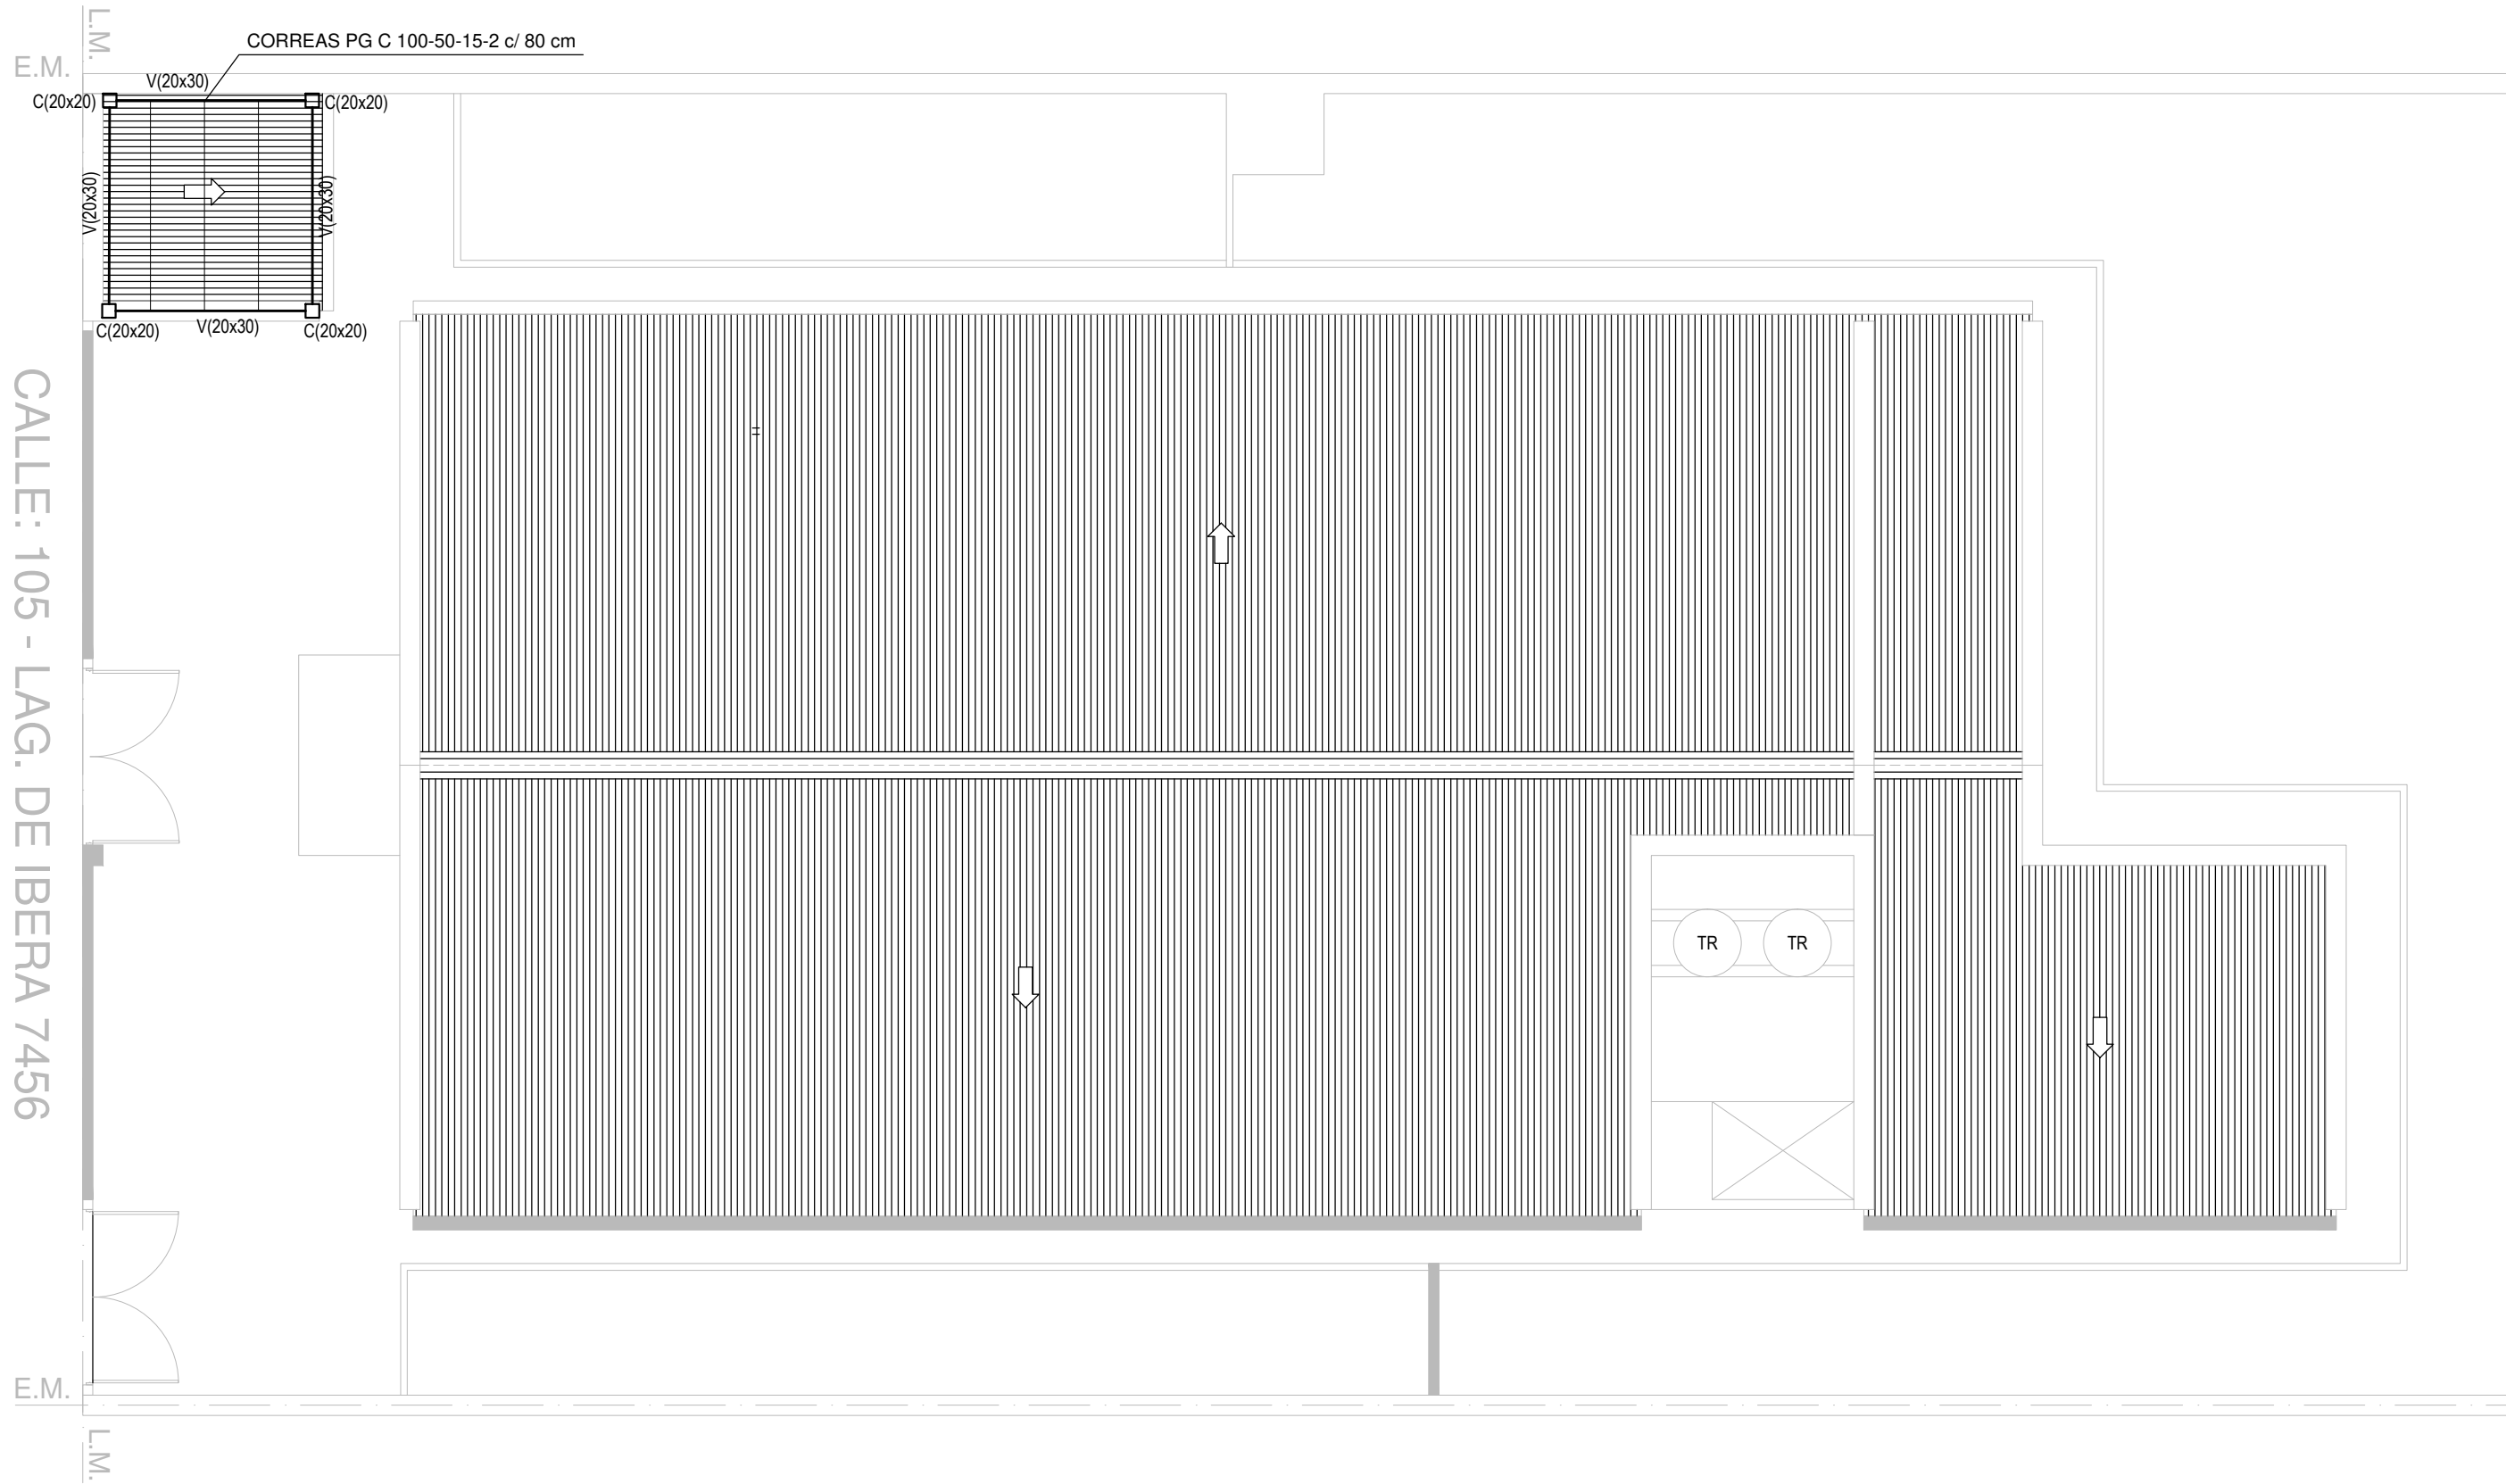 L.M.
CORREAS PG C 100-50-15-2 c/ 80 cm
E.M.
V(20x30)
C(20x20)
C(20x20)
V(20x30)
V(20x30)
C(20x20)
V(20x30)
C(20x20)
CALLE: 105 - LAG. DE IBERA 7456
TR
TR
E.M.
L.M.